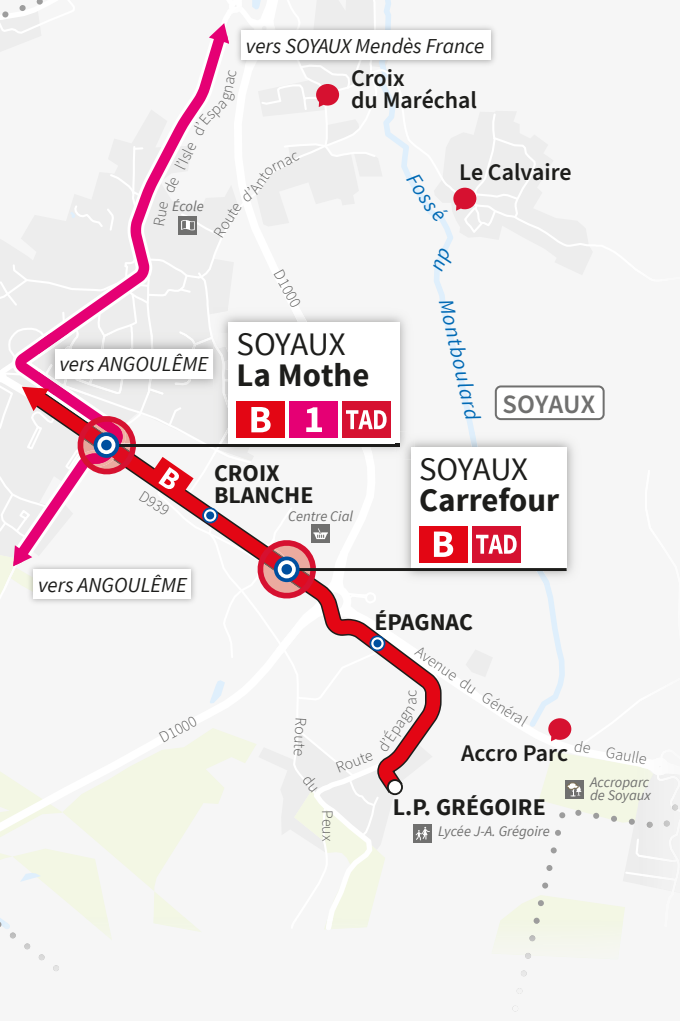 vers SOYAUX Mendès France
Croix
du Maréchal
Rue de l'Isle d'Espagnac
École
Route d'Antornac
Le Calvaire
Fossé du Montboulard
D1000
SOYAUX
La Mothe
B 1 TAD
vers ANGOULÊME
SOYAUX
SOYAUX
Carrefour
B TAD
B
CROIX
BLANCHE
D939
Centre Cial
vers ANGOULÊME
ÉPAGNAC
Avenue du Général de Gaulle
D1000
Route du Peux
Route d'Épagnac
Accro Parc
Accroparc
de Soyaux
L.P. GRÉGOIRE
Lycée J-A. Grégoire